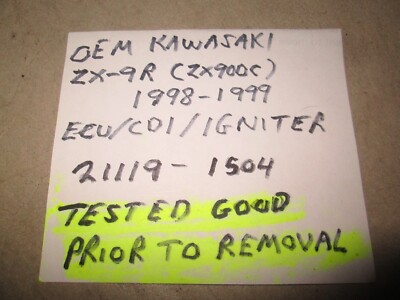 OEM KAWASAKI
ZX-9R (ZX900C)
1998-1999
ECU/CDI/IGNITER
21119-1504
TESTED GOOD
PRIOR TO REMOVAL